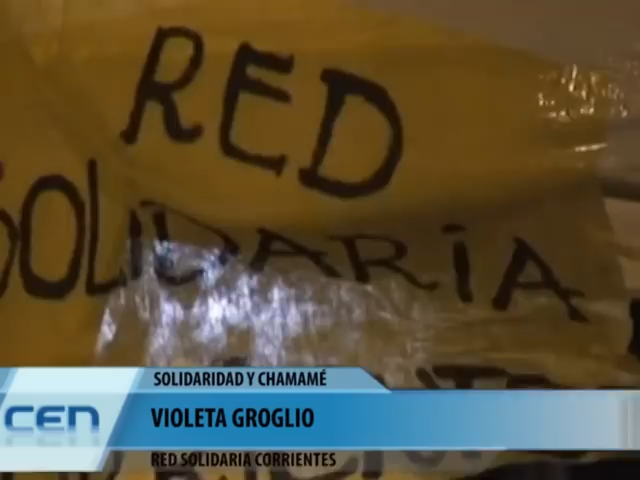 RED
SOLIDARIA
SOLIDARIDAD Y CHAMAMÉ
CEN
VIOLETA GROGLIO
RED SOLIDARIA CORRIENTES